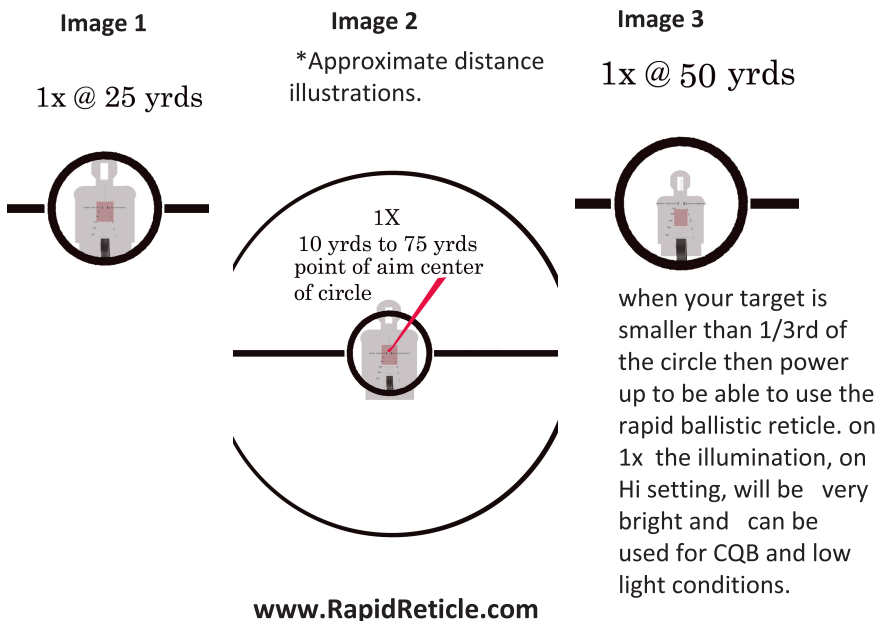 Image 1
1x @ 25 yrds
Image 2
*Approximate distance
illustrations.
1X
10 yrds to 75 yrds
point of aim center
of circle
Image 3
1x @ 50 yrds
when your target is
smaller than 1/3rd of
the circle then power
up to be able to use the
rapid ballistic reticle. on
1x the illumination, on
Hi setting, will be very
bright and can be
used for CQB and low
light conditions.
www.RapidReticle.com